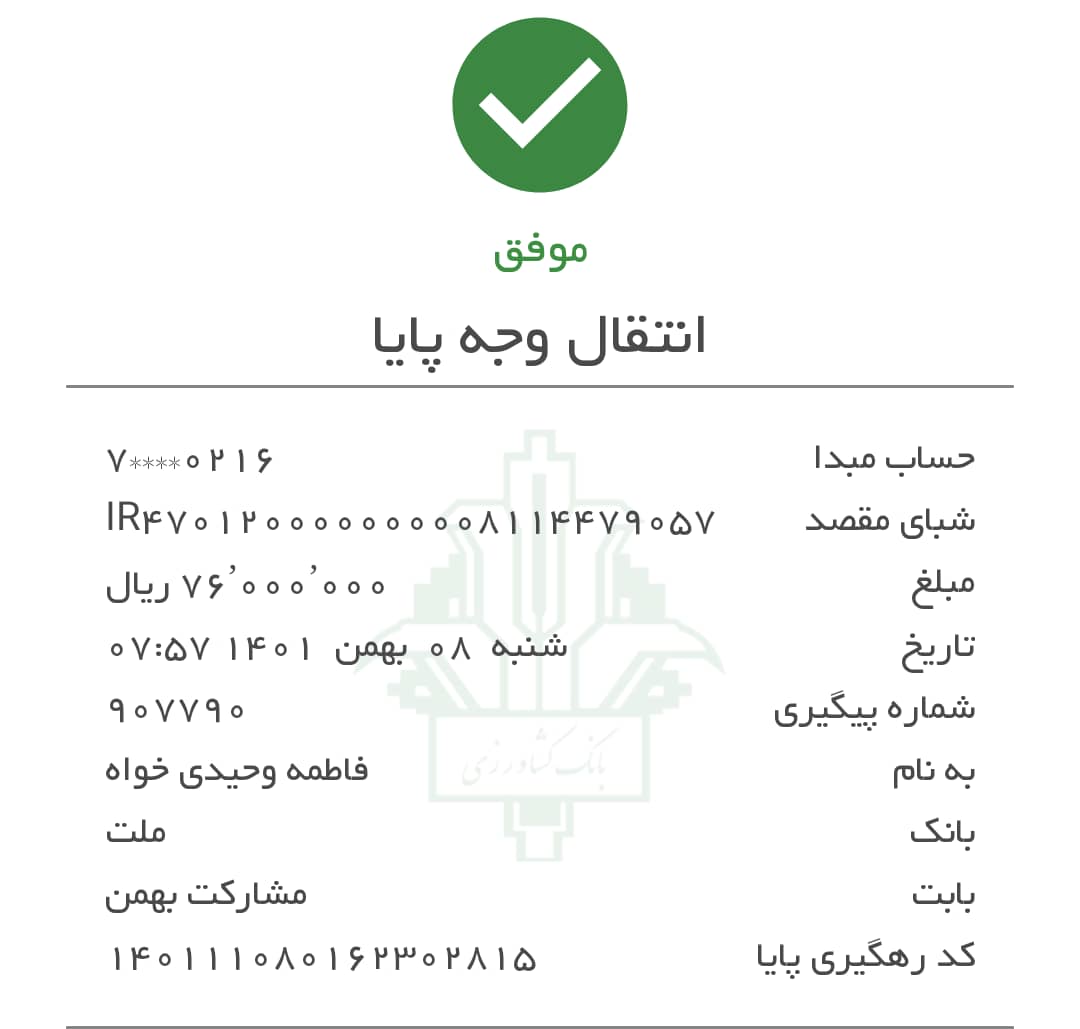 موفق
انتقال وجه پایا
حساب مبدا ۷****۰۲۱۶
شبای مقصد IR۴۷۰۱۲۰۰۰۰۰۰۰۰۰۰۸۱۱۴۴۷۹۰۵۷
مبلغ ۷۶٬۰۰۰٬۰۰۰ ریال
تاریخ شنبه ۰۸ بهمن ۱۴۰۱ ۰۷:۵۷
شماره پیگیری ۹۰۷۷۹۰
به نام فاطمه وحیدی خواه
بانک ملت
بابت مشارکت بهمن
کد رهگیری پایا ۱۴۰۱۱۱۰۸۰۱۶۲۳۰۲۸۱۵
بانک کشاورزی